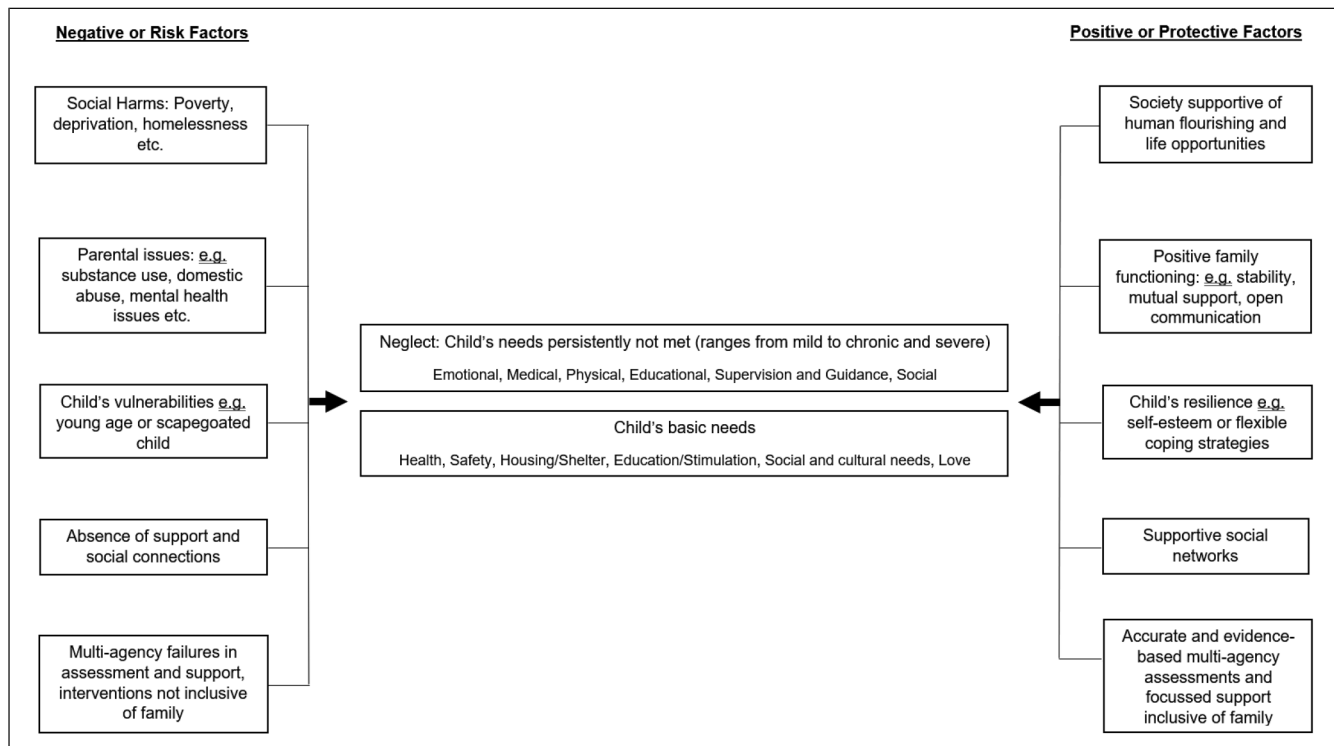 Negative or Risk Factors
Social Harms: Poverty,
deprivation, homelessness
etc.
Parental issues: e.g.
substance use, domestic
abuse, mental health
issues etc.
Child's vulnerabilities e.g.
young age or scapegoated
child
Absence of support and
social connections
Multi-agency failures in
assessment and support,
interventions not inclusive
of family
Neglect: Child's needs persistently not met (ranges from mild to chronic and severe)
Emotional, Medical, Physical, Educational, Supervision and Guidance, Social
Child's basic needs
Health, Safety, Housing/Shelter, Education/Stimulation, Social and cultural needs, Love
Positive or Protective Factors
Society supportive of
human flourishing and
life opportunities
Positive family
functioning: e.g. stability,
mutual support, open
communication
Child's resilience e.g.
self-esteem or flexible
coping strategies
Supportive social
networks
Accurate and evidence-
based multi-agency
assessments and
focussed support
inclusive of family